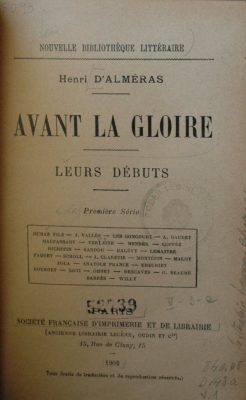 NOUVELLE BIBLIOTHÈQUE LITTÉRAIRE
Henri D'ALMÉRAS
AVANT LA GLOIRE
LEURS DÉBUTS
Première Série
DUMAS FILS — J. VALLÈS — LES GONCOURT — A. DAUDET
MAUPASSANT — VERLAINE — MENDÈS — COPPÉE
RICHEPIN — SARDOU — HALÉVY — LEMAITRE
FAGUET — SCHOLL — J. CLARETIE — MONTÉPIN — MALOT
ZOLA — ANATOLE FRANCE —
BOURGET — LOTI — OHNET — DESCAVES — G. BEAUME
BARRÈS — WILLY
PARIS
SOCIÉTÉ FRANÇAISE D'IMPRIMERIE ET DE LIBRAIRIE
(ANCIENNE LIBRAIRIE LECÈNE, OUDIN ET Cie)
15, Rue de Cluny, 15
1902
Tous droits de traduction et de reproduction réservés.